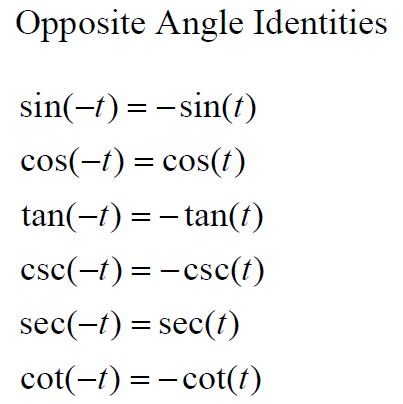 Opposite Angle Identities
sin(−t) = −sin(t)
cos(−t) = cos(t)
tan(−t) = −tan(t)
csc(−t) = −csc(t)
sec(−t) = sec(t)
cot(−t) = −cot(t)